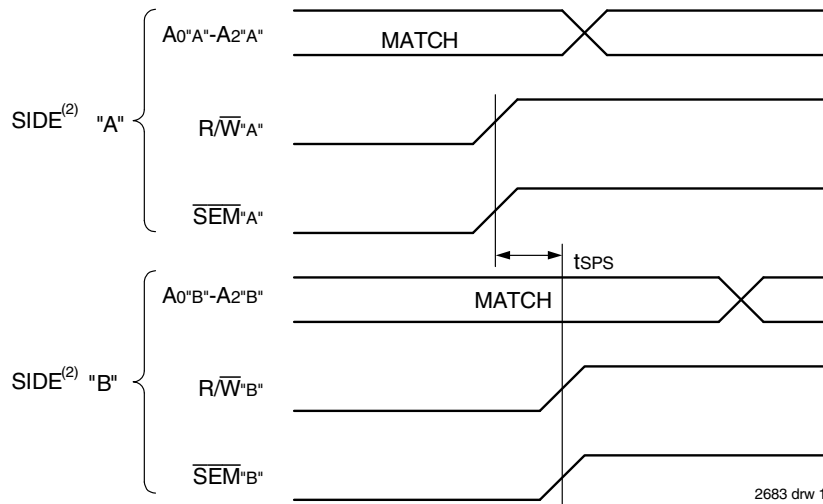 A0"A"-A2"A"
MATCH
SIDE(2) "A"
R/W"A"
SEM"A"
tSPS
A0"B"-A2"B"
MATCH
SIDE(2) "B"
R/W"B"
SEM"B"
2683 drw 1